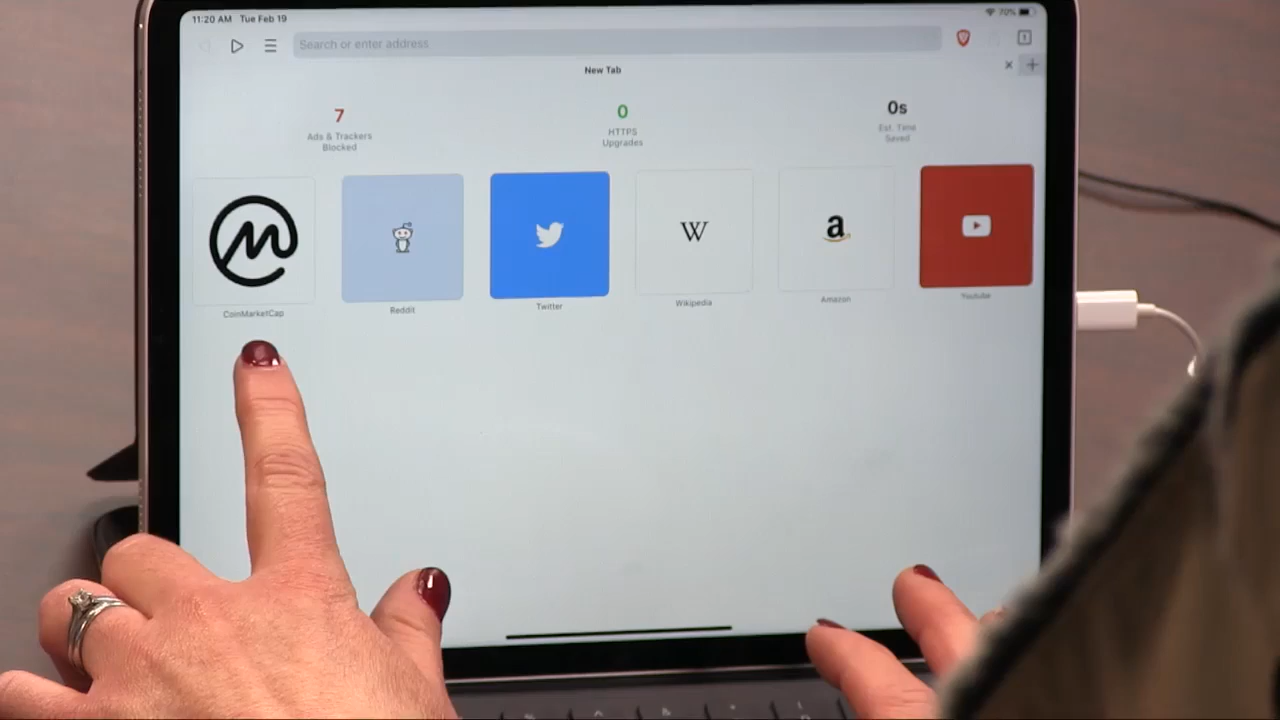 11:20 AM Tue Feb 19
70%
Search or enter address
1
New Tab
7
Ads & Trackers
Blocked
0
HTTPS
Upgrades
0s
Est. Time
Saved
W
a
CoinMarketCap
Reddit
Twitter
Wikipedia
Amazon
Youtube